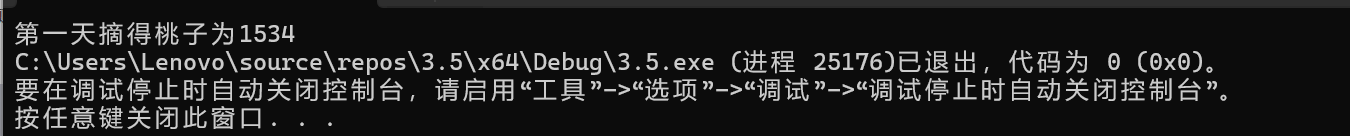 第一天摘得桃子为1534
C:\Users\Lenovo\source\repos\3.5\x64\Debug\3.5.exe (进程 25176)已退出，代码为 0 (0x0)。
要在调试停止时自动关闭控制台，请启用“工具”->“选项”->“调试”->“调试停止时自动关闭控制台”。
按任意键关闭此窗口. . .